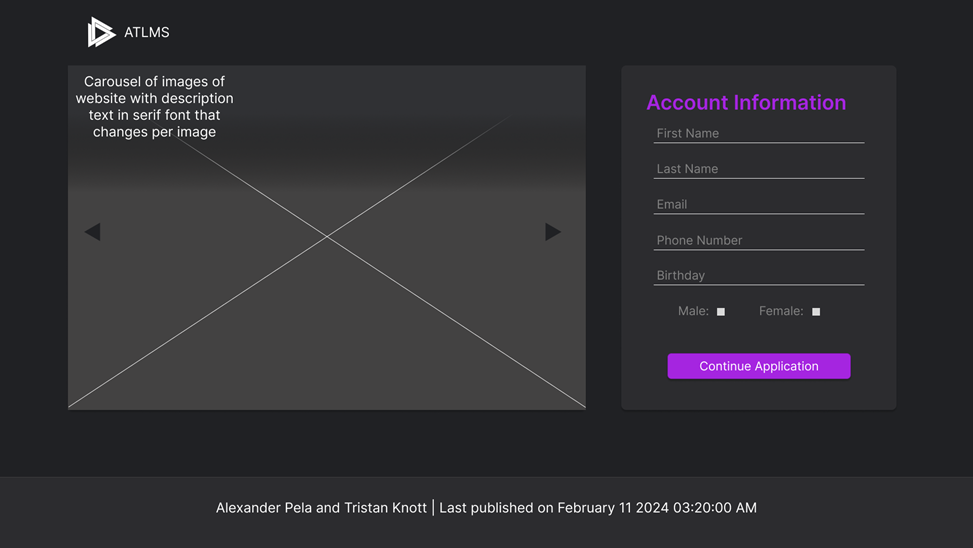 ATLMS
Carousel of images of
website with description
text in serif font that
changes per image
Account Information
First Name
Last Name
Email
Phone Number
Birthday
Male: Female:
Continue Application
Alexander Pela and Tristan Knott | Last published on February 11 2024 03:20:00 AM